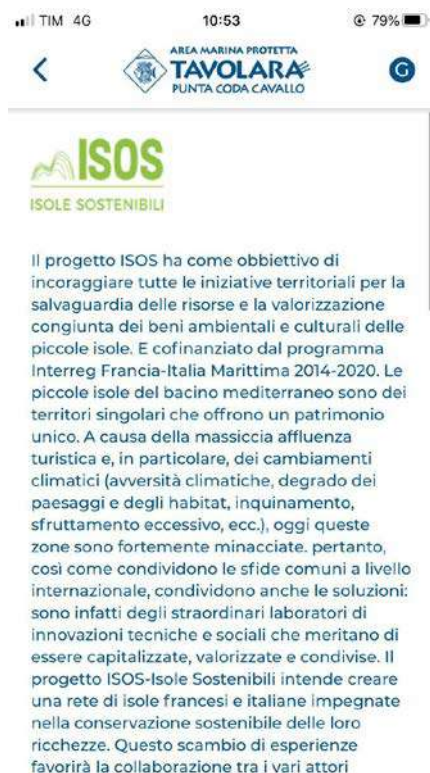 TIM 4G 10:53 79%
AREA MARINA PROTETTA
TAVOLARA
PUNTA CODA CAVALLO
G
ISOS
ISOLE SOSTENIBILI
Il progetto ISOS ha come obbiettivo di
incoraggiare tutte le iniziative territoriali per la
salvaguardia delle risorse e la valorizzazione
congiunta dei beni ambientali e culturali delle
piccole isole. E cofinanziato dal programma
Interreg Francia-Italia Marittima 2014-2020. Le
piccole isole del bacino mediterraneo sono dei
territori singolari che offrono un patrimonio
unico. A causa della massiccia affluenza
turistica e, in particolare, dei cambiamenti
climatici (avversità climatiche, degrado dei
paesaggi e degli habitat, inquinamento,
sfruttamento eccessivo, ecc.), oggi queste
zone sono fortemente minacciate. pertanto,
così come condividono le sfide comuni a livello
internazionale, condividono anche le soluzioni:
sono infatti degli straordinari laboratori di
innovazioni tecniche e sociali che meritano di
essere capitalizzate, valorizzate e condivise. Il
progetto ISOS-Isole Sostenibili intende creare
una rete di isole francesi e italiane impegnate
nella conservazione sostenibile delle loro
ricchezze. Questo scambio di esperienze
favorirà la collaborazione tra i vari attori